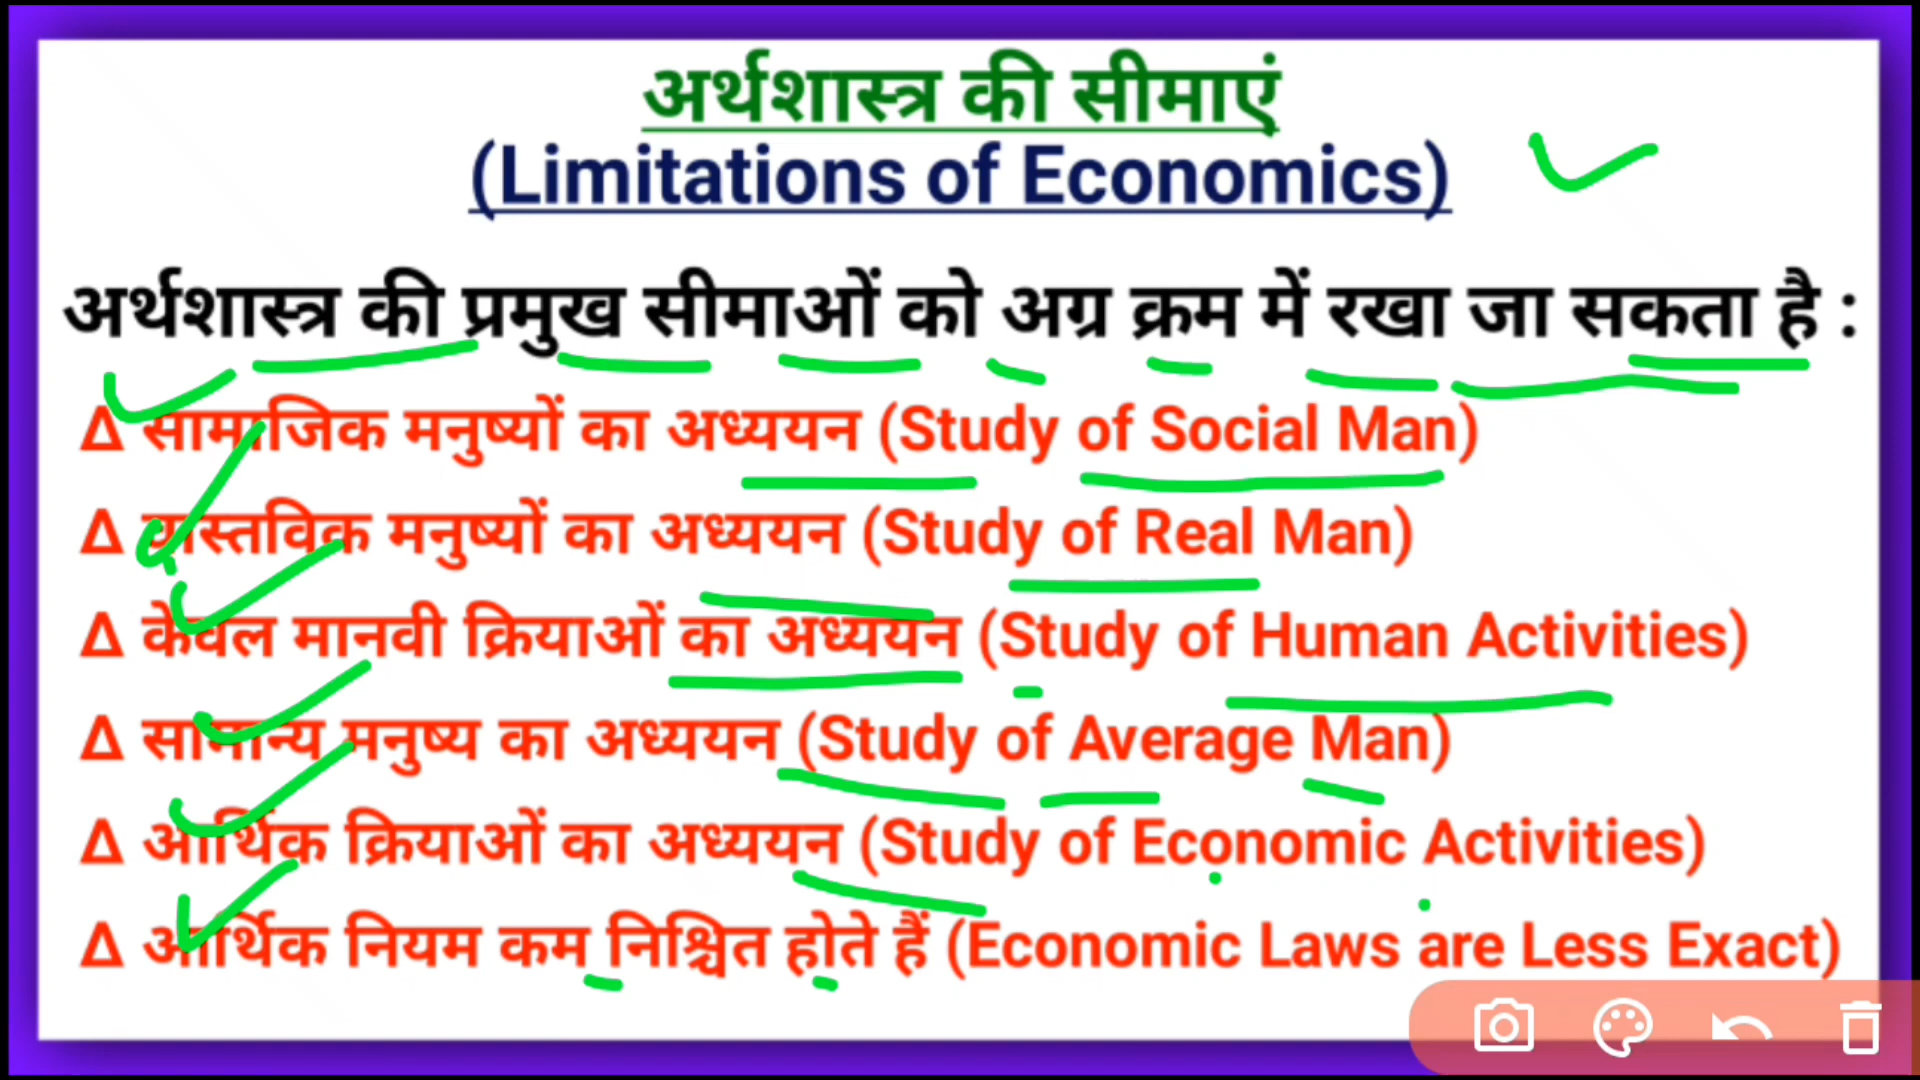 अर्थशास्त्र की सीमाएं
(Limitations of Economics)
अर्थशास्त्र की प्रमुख सीमाओं को अग्र क्रम में रखा जा सकता है :
Δ सामाजिक मनुष्यों का अध्ययन (Study of Social Man)
Δ वास्तविक मनुष्यों का अध्ययन (Study of Real Man)
Δ केवल मानवी क्रियाओं का अध्ययन (Study of Human Activities)
Δ सामान्य मनुष्य का अध्ययन (Study of Average Man)
Δ आर्थिक क्रियाओं का अध्ययन (Study of Economic Activities)
Δ आर्थिक नियम कम निश्चित होते हैं (Economic Laws are Less Exact)